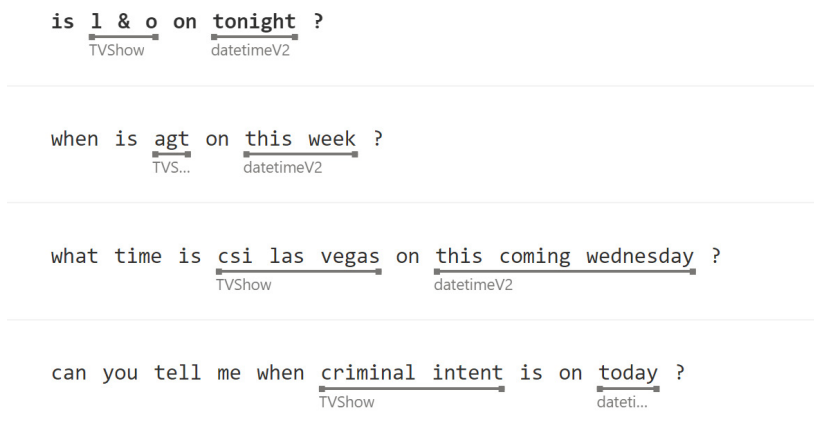 is l & o on tonight ?
TVShow datetimeV2
when is agt on this week ?
TVS... datetimeV2
what time is csi las vegas on this coming wednesday ?
TVShow datetimeV2
can you tell me when criminal intent is on today ?
TVShow dateti...